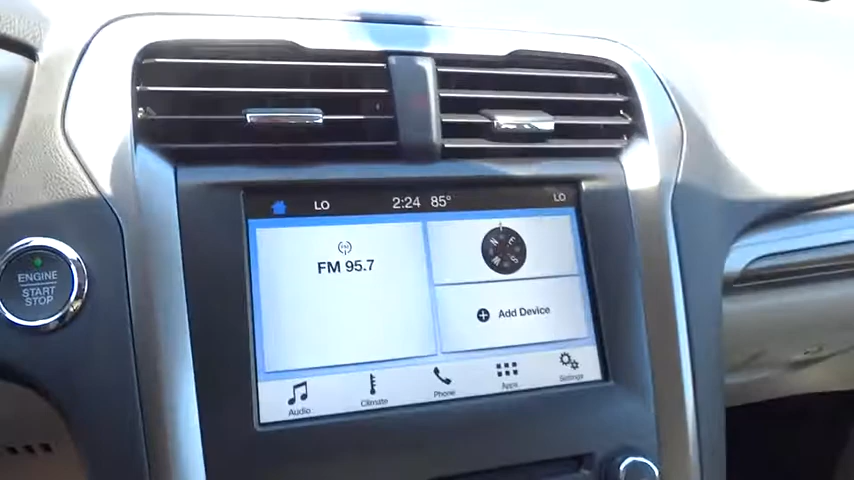 LO 2:24 85° LO
FM 95.7
N E S W
Add Device
ENGINE
START
STOP
Audio
Climate
Phone
Apps
Settings